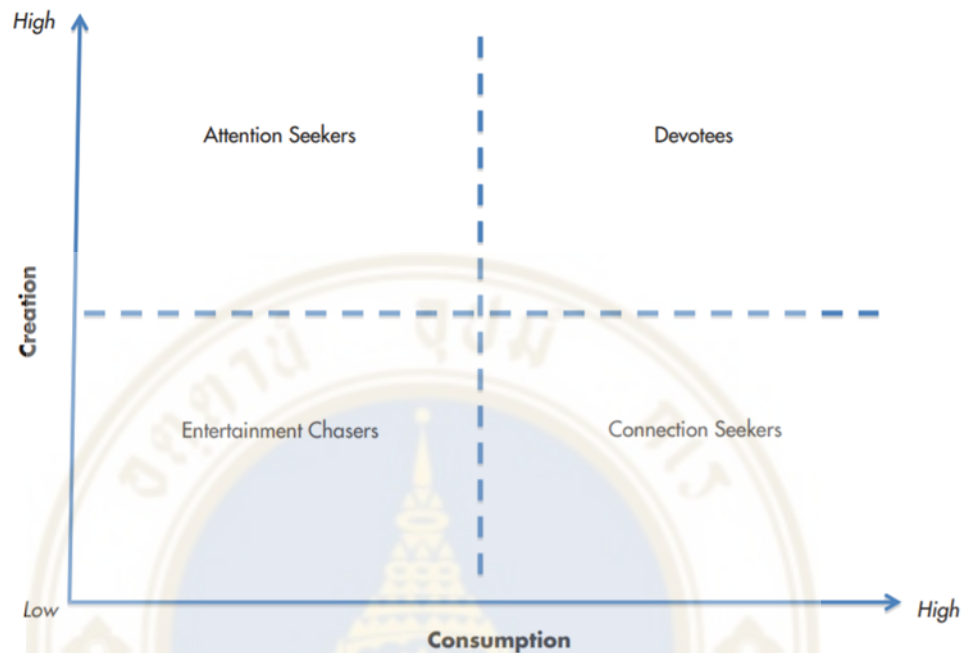 High
Attention Seekers
Devotees
Creation
Entertainment Chasers
Connection Seekers
Low
High
Consumption